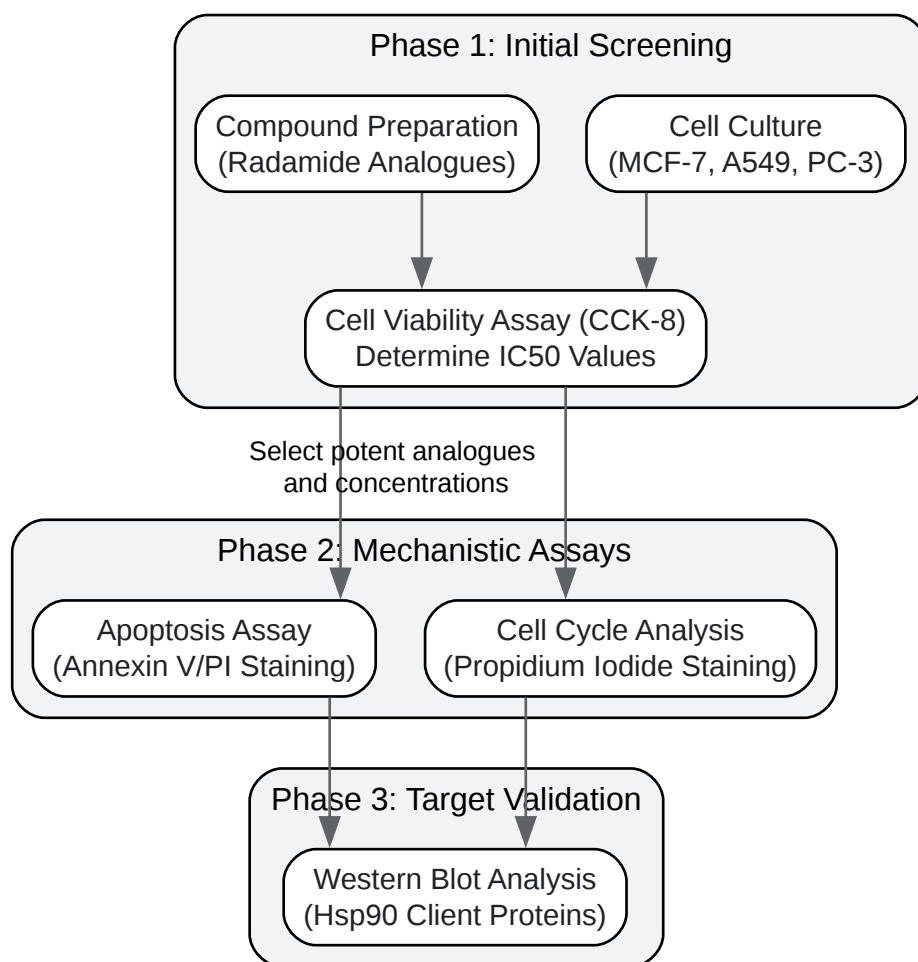 Phase 1: Initial Screening
Compound Preparation
(Radamide Analogues)
Cell Culture
(MCF-7, A549, PC-3)
Cell Viability Assay (CCK-8)
Determine IC50 Values
Select potent analogues
and concentrations
Phase 2: Mechanistic Assays
Apoptosis Assay
(Annexin V/PI Staining)
Cell Cycle Analysis
(Propidium Iodide Staining)
Phase 3: Target Validation
Western Blot Analysis
(Hsp90 Client Proteins)